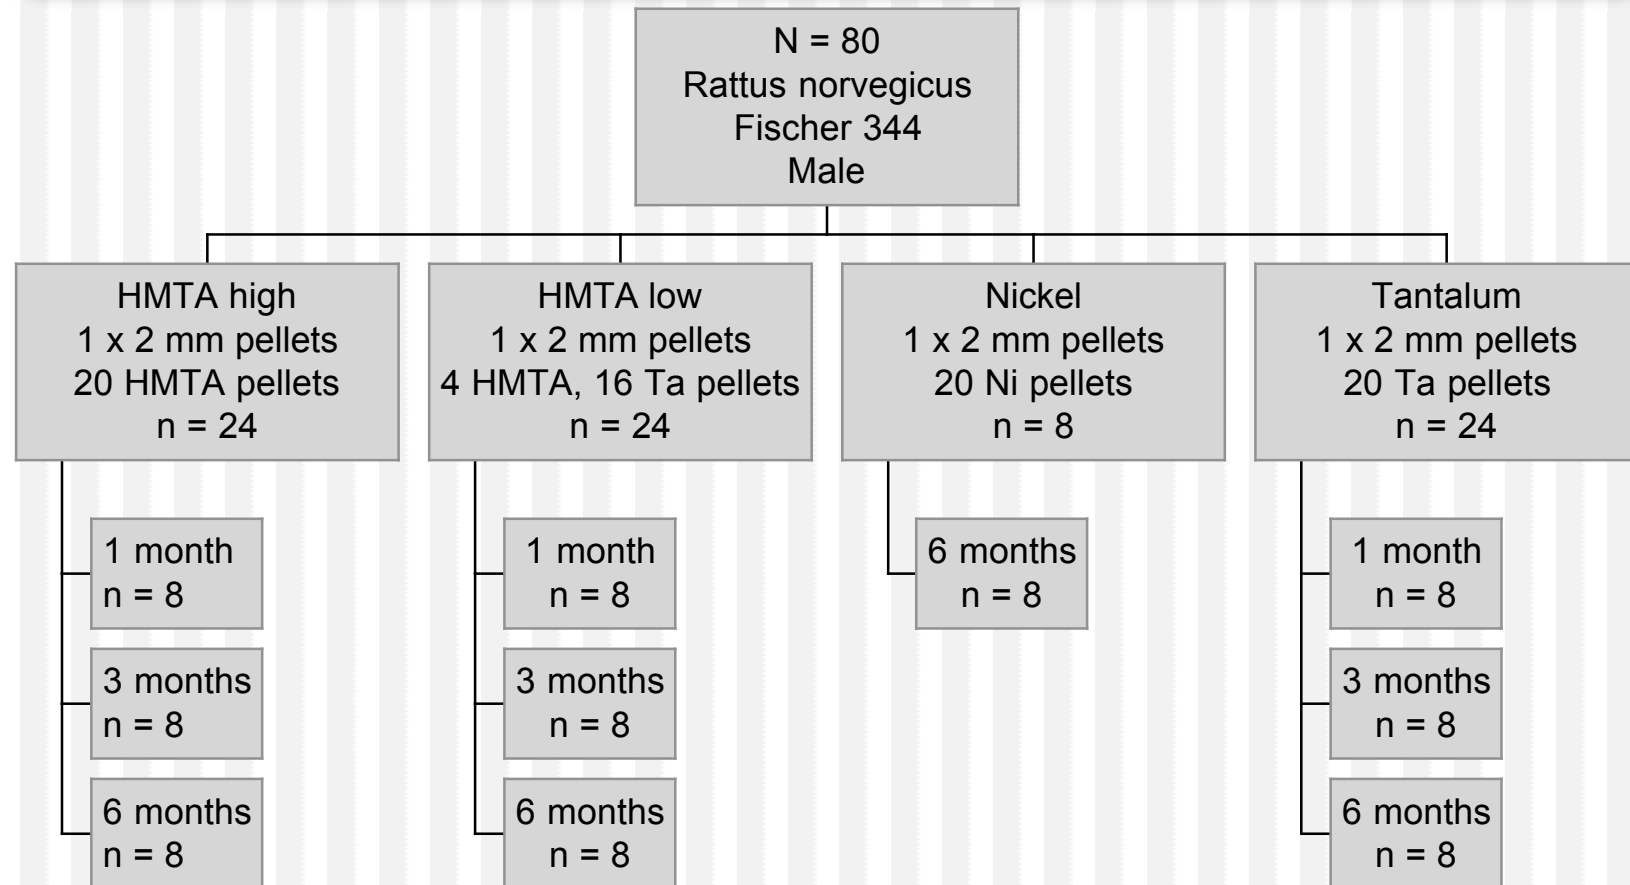 N = 80
Rattus norvegicus
Fischer 344
Male
HMTA high
1 x 2 mm pellets
20 HMTA pellets
n = 24
1 month
n = 8
3 months
n = 8
6 months
n = 8
HMTA low
1 x 2 mm pellets
4 HMTA, 16 Ta pellets
n = 24
1 month
n = 8
3 months
n = 8
6 months
n = 8
Nickel
1 x 2 mm pellets
20 Ni pellets
n = 8
6 months
n = 8
Tantalum
1 x 2 mm pellets
20 Ta pellets
n = 24
1 month
n = 8
3 months
n = 8
6 months
n = 8